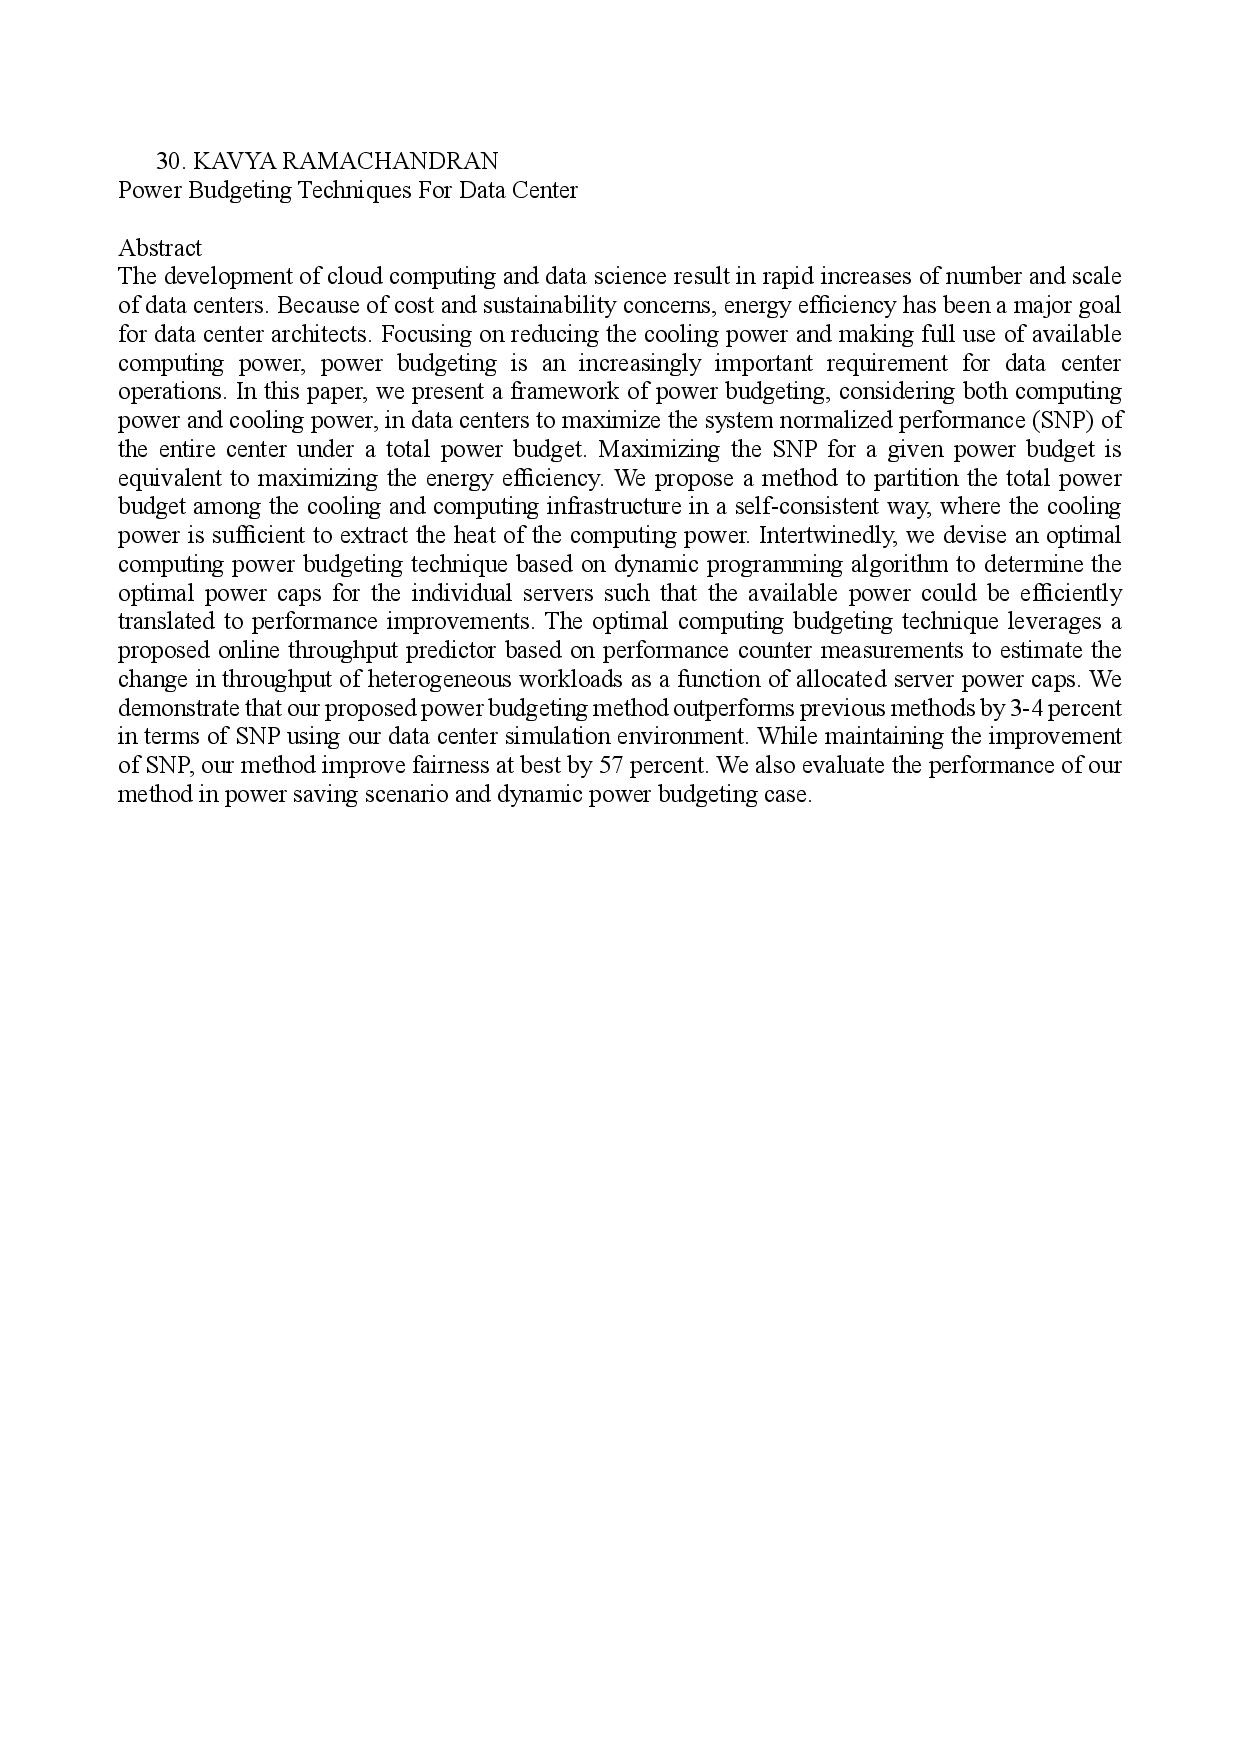 30. KAVYA RAMACHANDRAN
Power Budgeting Techniques For Data Center
Abstract
The development of cloud computing and data science result in rapid increases of number and scale
of data centers. Because of cost and sustainability concerns, energy efficiency has been a major goal
for data center architects. Focusing on reducing the cooling power and making full use of available
computing power, power budgeting is an increasingly important requirement for data center
operations. In this paper, we present a framework of power budgeting, considering both computing
power and cooling power, in data centers to maximize the system normalized performance (SNP) of
the entire center under a total power budget. Maximizing the SNP for a given power budget is
equivalent to maximizing the energy efficiency. We propose a method to partition the total power
budget among the cooling and computing infrastructure in a self-consistent way, where the cooling
power is sufficient to extract the heat of the computing power. Intertwinedly, we devise an optimal
computing power budgeting technique based on dynamic programming algorithm to determine the
optimal power caps for the individual servers such that the available power could be efficiently
translated to performance improvements. The optimal computing budgeting technique leverages a
proposed online throughput predictor based on performance counter measurements to estimate the
change in throughput of heterogeneous workloads as a function of allocated server power caps. We
demonstrate that our proposed power budgeting method outperforms previous methods by 3-4 percent
in terms of SNP using our data center simulation environment. While maintaining the improvement
of SNP, our method improve fairness at best by 57 percent. We also evaluate the performance of our
method in power saving scenario and dynamic power budgeting case.